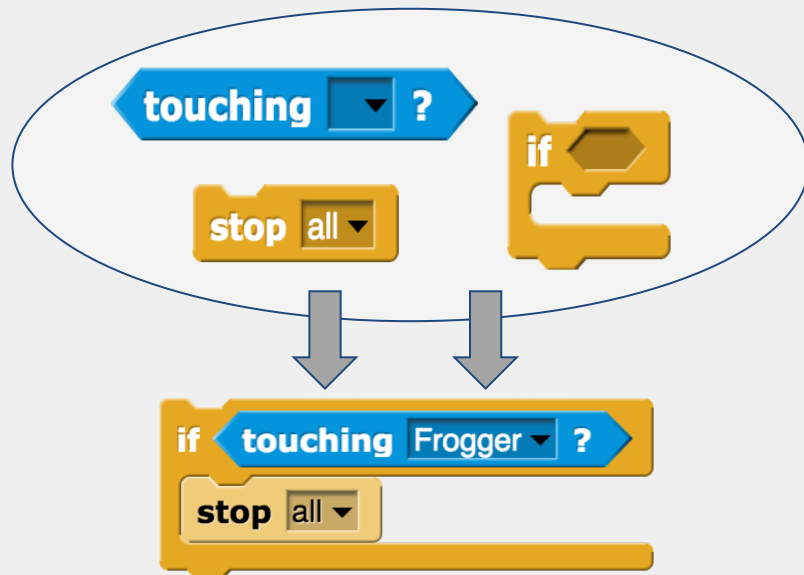 touching ?
if
stop all
if touching Frogger ?
stop all